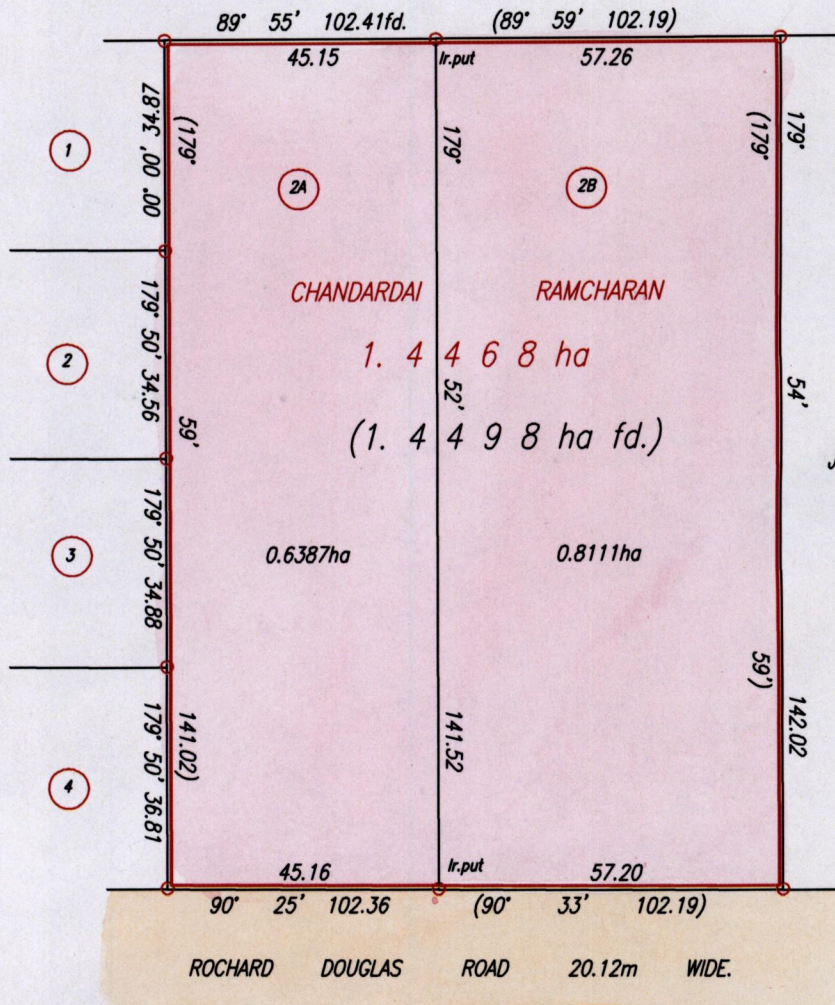 89° 55' 102.41fd. (89° 59' 102.19)
45.15 Ir.put 57.26
179° 00' 00. 34.87
(179° 59' 141.02)
179° 52' 141.52
(179° 59')
179° 54' 142.02
1
2A 2B
CHANDARDAI RAMCHARAN
179° 50' 34.56
2
1. 4 4 6 8 ha
(1. 4 4 9 8 ha fd.)
179° 50' 34.88
3
0.6387ha 0.8111ha
179° 50' 36.81
4
45.16 Ir.put 57.20
90° 25' 102.36 (90° 33' 102.19)
ROCHARD DOUGLAS ROAD 20.12m WIDE.